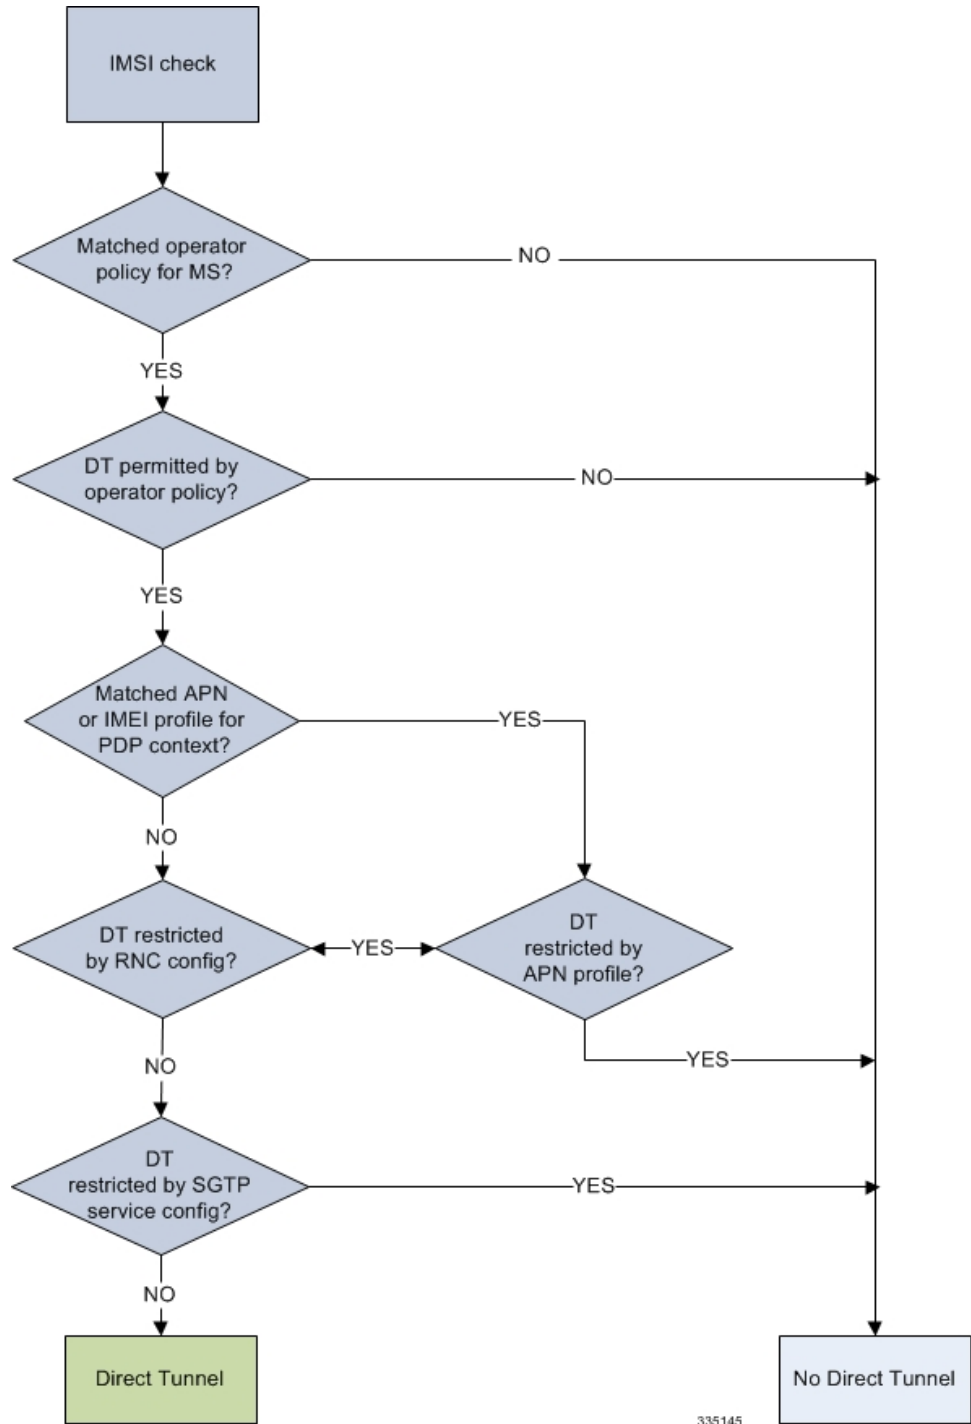 IMSI check
Matched operator
policy for MS?
NO
YES
DT permitted by
operator policy?
NO
YES
Matched APN
or IMEI profile for
PDP context?
YES
NO
DT restricted
by RNC config?
YES
DT
restricted by
APN profile?
NO
YES
DT
restricted by SGTP
service config?
YES
NO
Direct Tunnel
No Direct Tunnel
335145